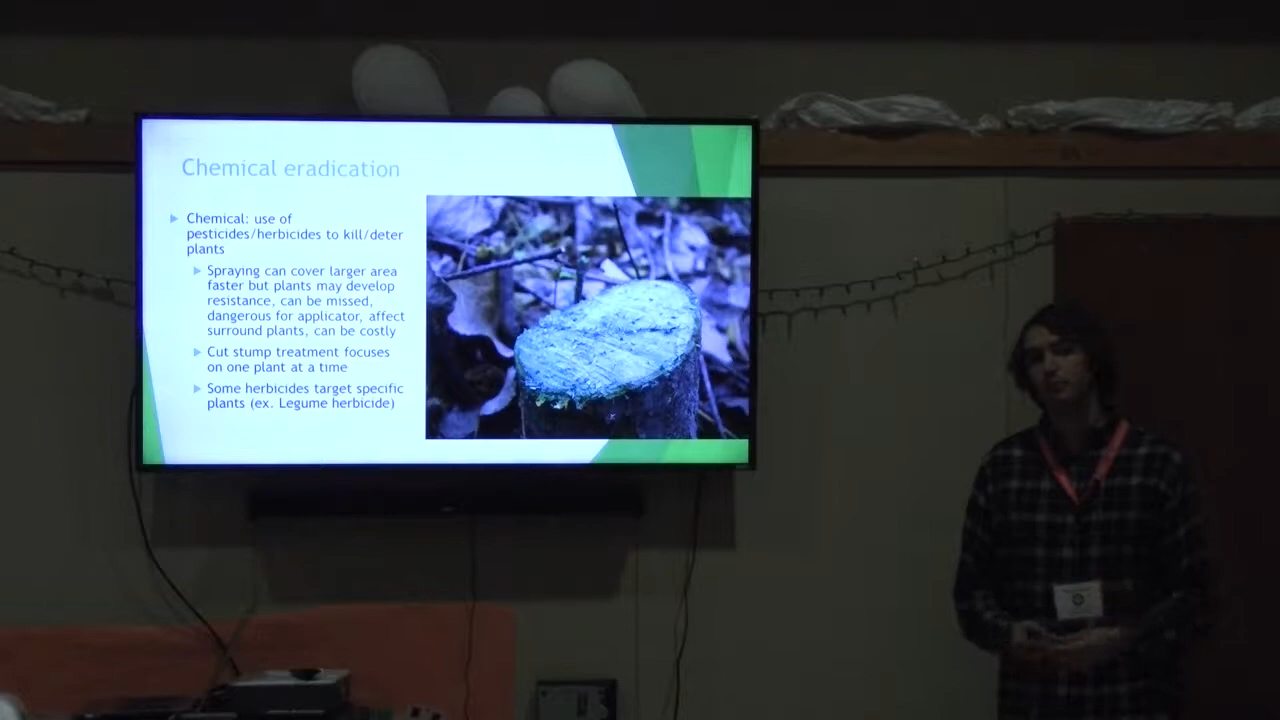 Chemical eradication
Chemical: use of
pesticides/herbicides to kill/deter
plants
Spraying can cover larger area
faster but plants may develop
resistance, can be missed,
dangerous for applicator, affect
surround plants, can be costly
Cut stump treatment focuses
on one plant at a time
Some herbicides target specific
plants (ex. Legume herbicide)